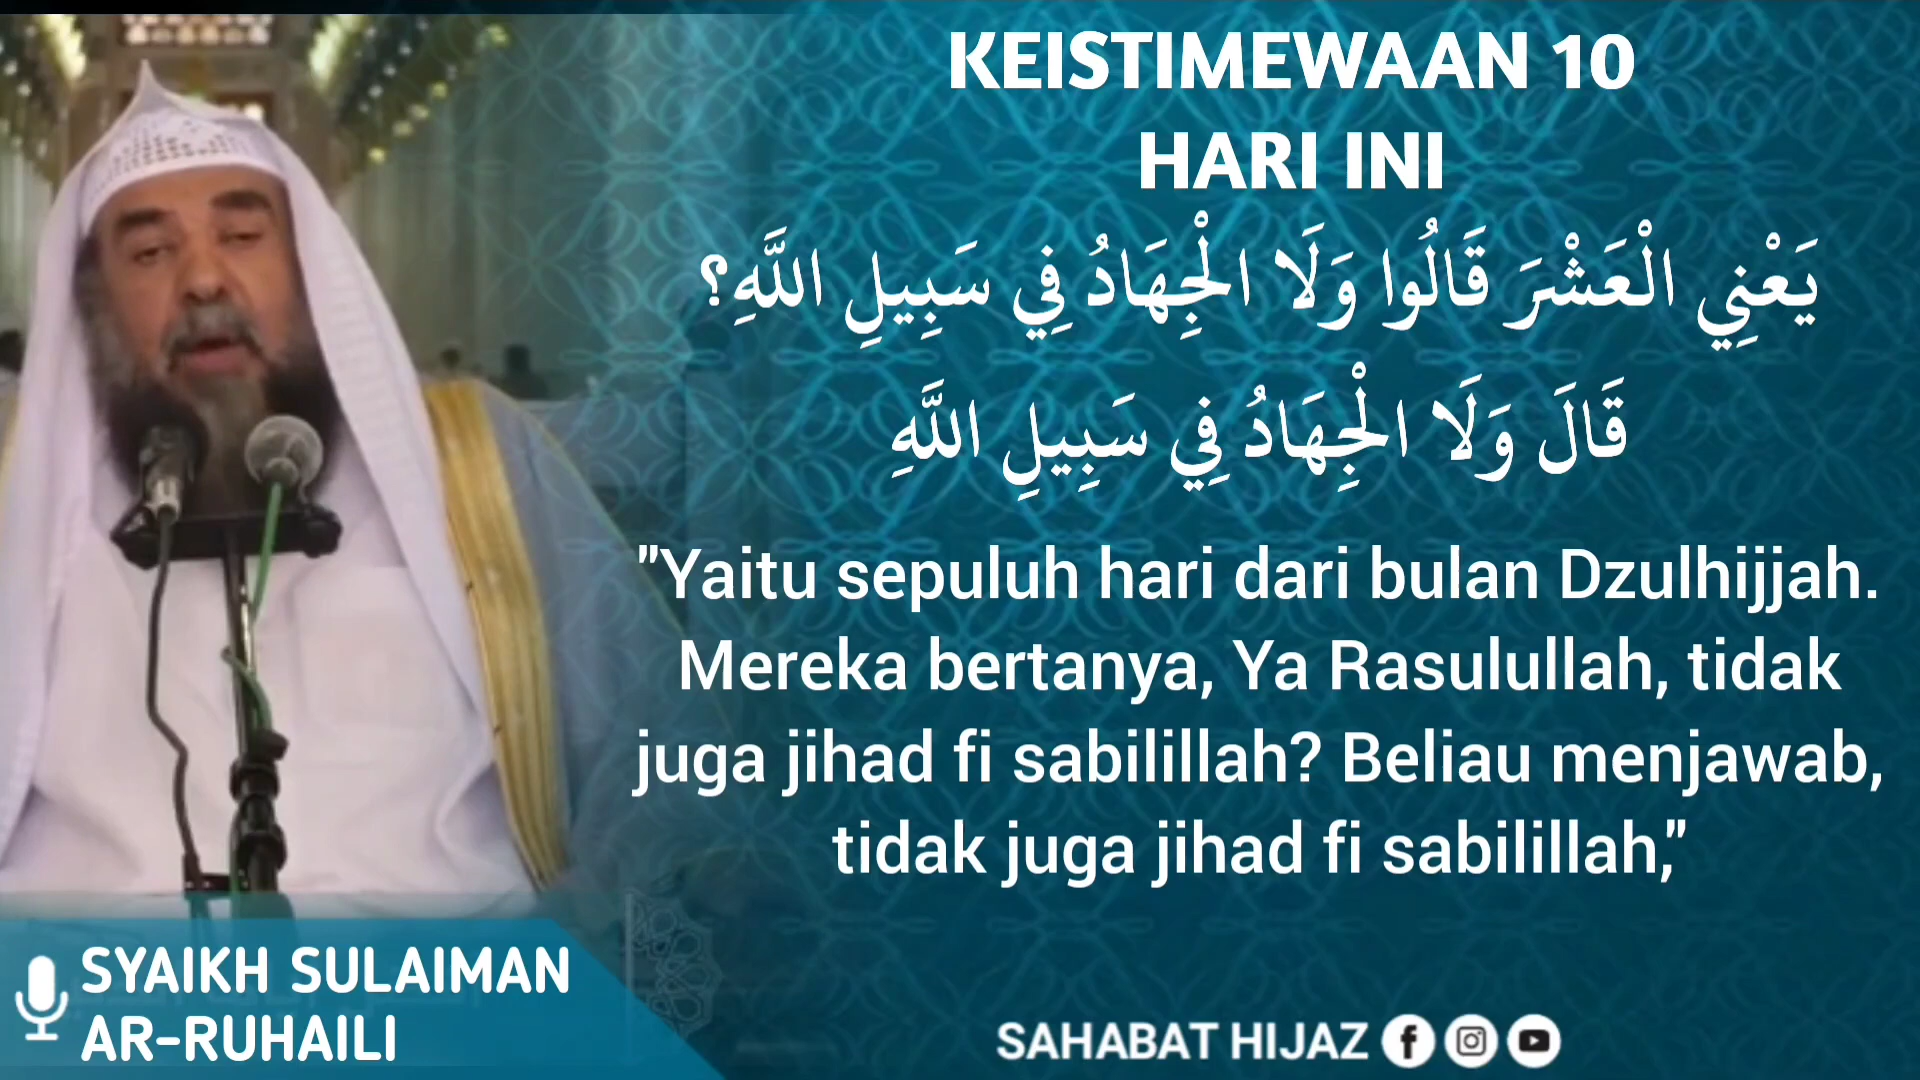 KEISTIMEWAAN 10
HARI INI
يَعْنِي الْعَشْرَ قَالُوا وَلَا الْجِهَادُ فِي سَبِيلِ اللَّهِ؟
قَالَ وَلَا الْجِهَادُ فِي سَبِيلِ اللَّهِ
"Yaitu sepuluh hari dari bulan Dzulhijjah.
Mereka bertanya, Ya Rasulullah, tidak
juga jihad fi sabilillah? Beliau menjawab,
tidak juga jihad fi sabilillah,"
SYAIKH SULAIMAN
AR-RUHAILI
SAHABAT HIJAZ